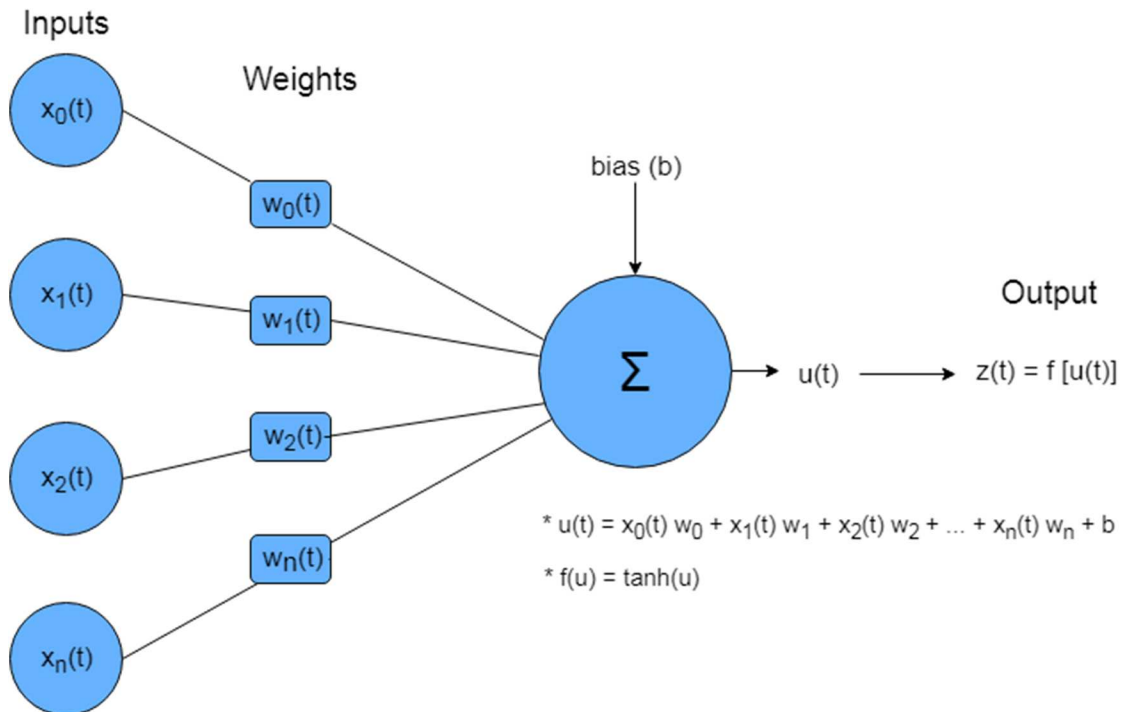 Inputs
Weights
x₀(t)
w₀(t)
bias (b)
x₁(t)
w₁(t)
Output
Σ
u(t)
z(t) = f [u(t)]
w₂(t)
x₂(t)
* u(t) = x₀(t) w₀ + x₁(t) w₁ + x₂(t) w₂ + ... + xₙ(t) wₙ + b
wₙ(t)
* f(u) = tanh(u)
xₙ(t)